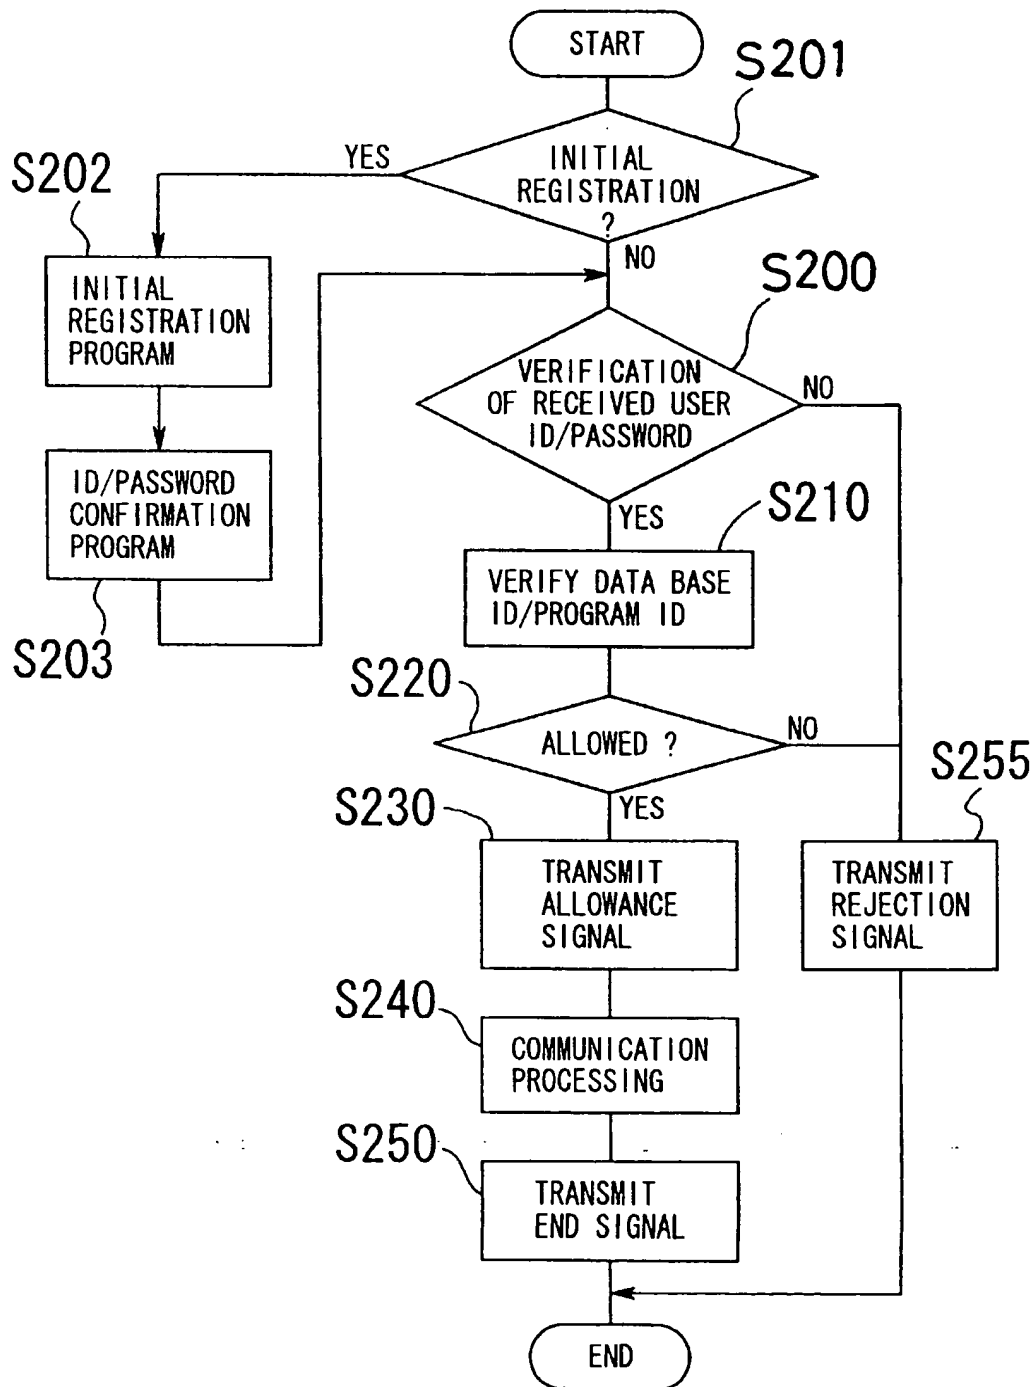 START
S201
INITIAL
REGISTRATION
?
YES
NO
S202
INITIAL
REGISTRATION
PROGRAM
ID/PASSWORD
CONFIRMATION
PROGRAM
S203
S200
VERIFICATION
OF RECEIVED USER
ID/PASSWORD
NO
YES
S210
VERIFY DATA BASE
ID/PROGRAM ID
S220
ALLOWED ?
NO
YES
S230
TRANSMIT
ALLOWANCE
SIGNAL
S255
TRANSMIT
REJECTION
SIGNAL
S240
COMMUNICATION
PROCESSING
S250
TRANSMIT
END SIGNAL
END